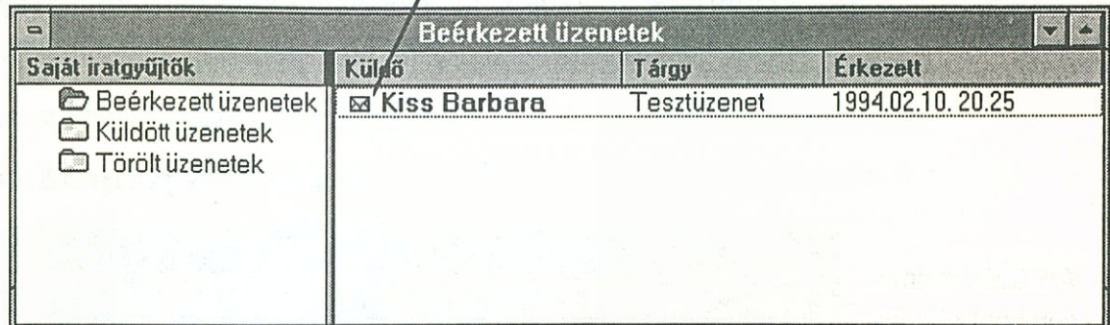 Beérkezett üzenetek
Saját iratgyűjtők
Küldő Tárgy Érkezett
Beérkezett üzenetek
Kiss Barbara Tesztüzenet 1994.02.10. 20.25
Küldött üzenetek
Törölt üzenetek